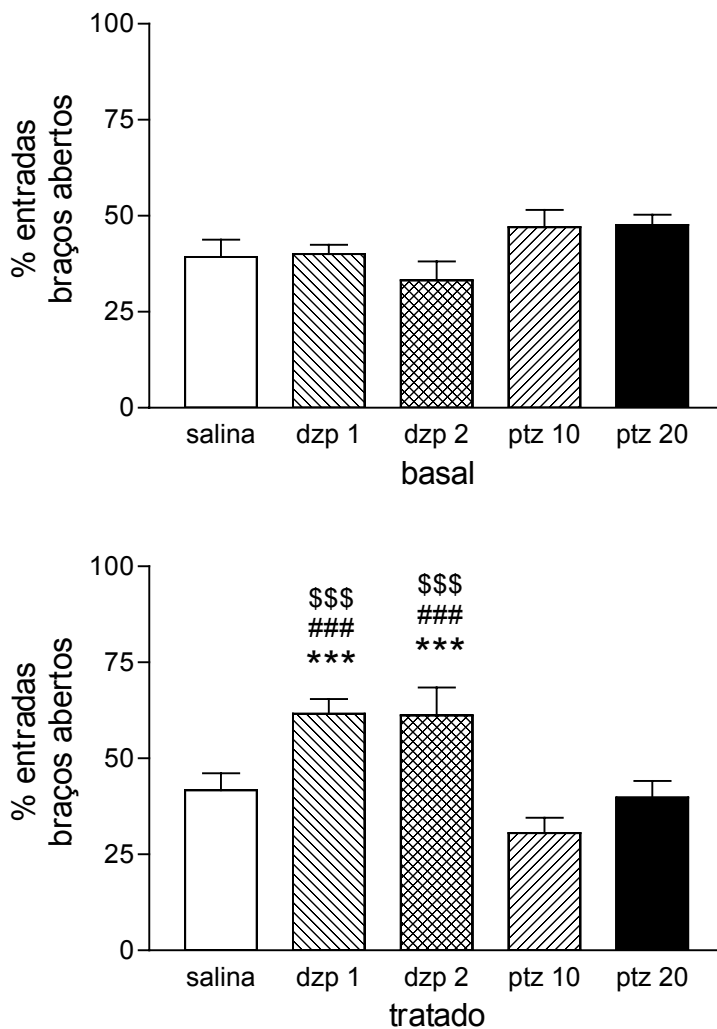 % entradas
braços abertos
100
75
50
25
0
salina dzp 1 dzp 2 ptz 10 ptz 20
basal
% entradas
braços abertos
100
75
50
25
0
$$$ $$$
### ###
*** ***
salina dzp 1 dzp 2 ptz 10 ptz 20
tratado